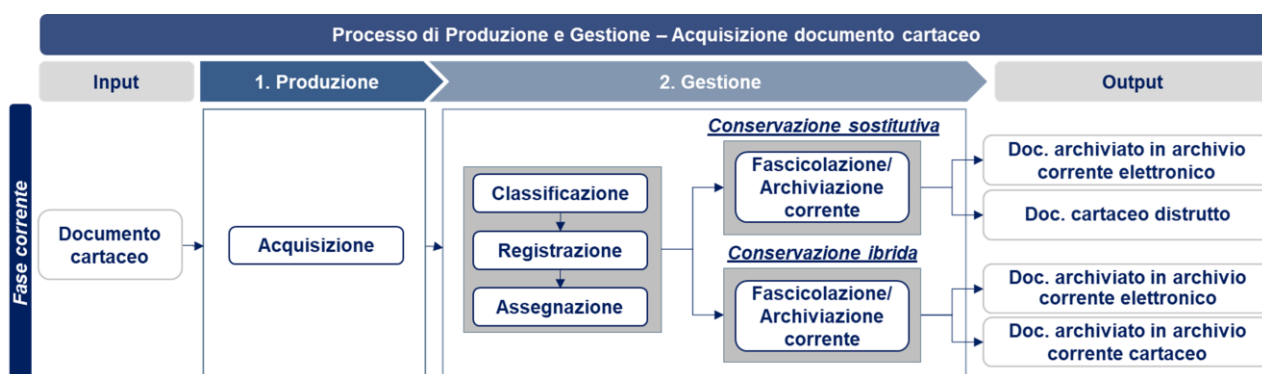 Processo di Produzione e Gestione – Acquisizione documento cartaceo
Input
1. Produzione
2. Gestione
Output
Fase corrente
Documento
cartaceo
Acquisizione
Classificazione
Registrazione
Assegnazione
Conservazione sostitutiva
Fascicolazione/
Archiviazione
corrente
Conservazione ibrida
Fascicolazione/
Archiviazione
corrente
Doc. archiviato in archivio
corrente elettronico
Doc. cartaceo distrutto
Doc. archiviato in archivio
corrente elettronico
Doc. archiviato in archivio
corrente cartaceo